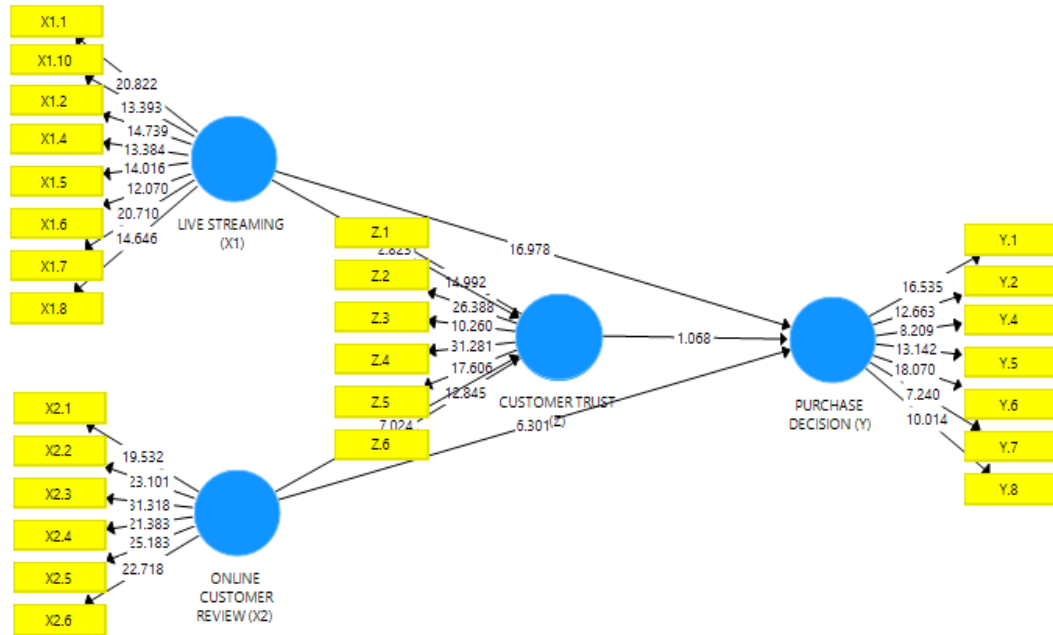 X1.1
X1.10
X1.2
X1.4
X1.5
X1.6
X1.7
X1.8
20.822
13.393
14.739
13.384
14.016
12.070
20.710
14.646
LIVE STREAMING
(X1)
16.978
2.823
7.024
6.301
1.068
Z.1
Z.2
Z.3
Z.4
Z.5
Z.6
14.992
26.388
10.260
31.281
17.606
12.845
CUSTOMER TRUST
(Z)
X2.1
X2.2
X2.3
X2.4
X2.5
X2.6
19.532
23.101
31.318
21.383
25.183
22.718
ONLINE
CUSTOMER
REVIEW (X2)
PURCHASE
DECISION (Y)
16.535
12.663
8.209
13.142
18.070
7.240
10.014
Y.1
Y.2
Y.4
Y.5
Y.6
Y.7
Y.8